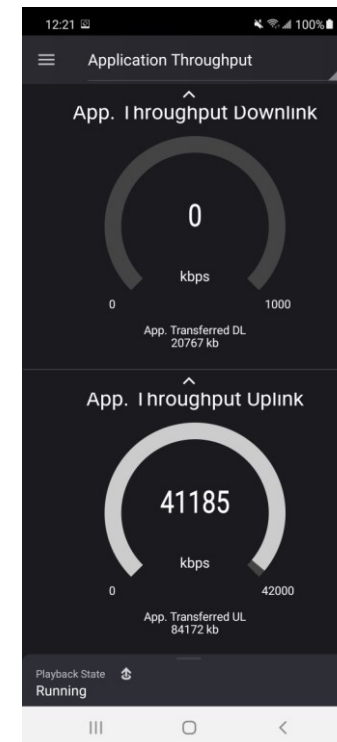 12:21
100%
Application Throughput
App. Throughput Downlink
0
kbps
0
1000
App. Transferred DL
20767 kb
App. Throughput Uplink
41185
kbps
0
42000
App. Transferred UL
84172 kb
Playback State
Running